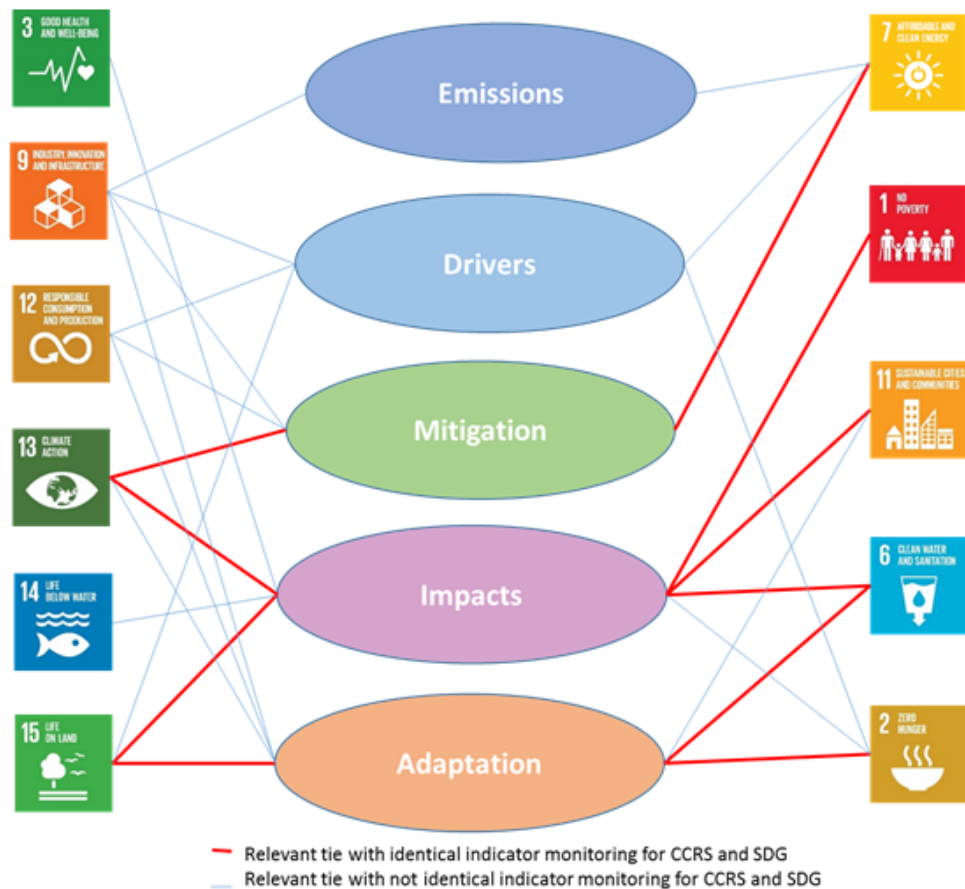 3 GOOD HEALTH
AND WELL-BEING
9 INDUSTRY, INNOVATION
AND INFRASTRUCTURE
12 RESPONSIBLE
CONSUMPTION
AND PRODUCTION
13 CLIMATE
ACTION
14 LIFE
BELOW WATER
15 LIFE
ON LAND
Emissions
Drivers
Mitigation
Impacts
Adaptation
7 AFFORDABLE AND
CLEAN ENERGY
1 NO
POVERTY
11 SUSTAINABLE CITIES
AND COMMUNITIES
6 CLEAN WATER
AND SANITATION
2 ZERO
HUNGER
Relevant tie with identical indicator monitoring for CCRS and SDG
Relevant tie with not identical indicator monitoring for CCRS and SDG